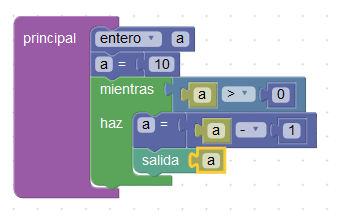 principal entero a
a = 10
mientras a > 0
haz a = a - 1
salida a